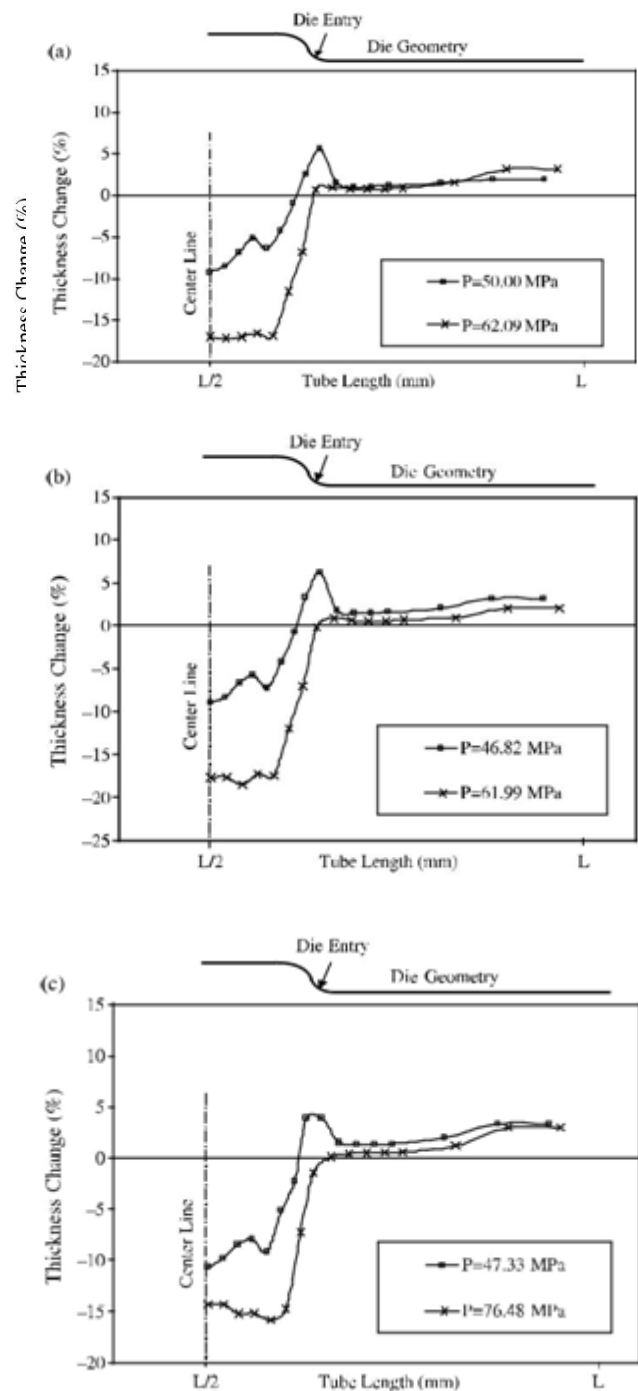 Die Entry
(a)
Die Geometry
15
10
5
0
−5
−10
−15
−20
Thickness Change (%)
Thickness Change (%)
Center Line
P=50.00 MPa
P=62.09 MPa
L/2
Tube Length (mm)
L
Die Entry
(b)
Die Geometry
15
10
5
0
−5
−10
−15
−20
−25
Thickness Change (%)
Center Line
P=46.82 MPa
P=61.99 MPa
L/2
Tube Length (mm)
L
Die Entry
(c)
Die Geometry
15
10
5
0
−5
−10
−15
−20
Thickness Change (%)
Center Line
P=47.33 MPa
P=76.48 MPa
L/2
Tube Length (mm)
L